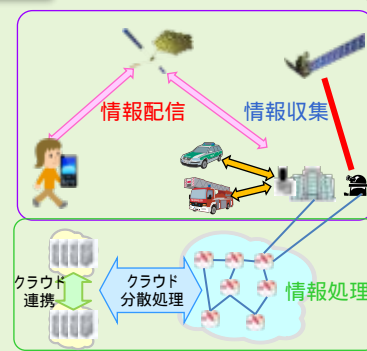 情報配信
情報収集
クラウド
連携
クラウド
分散処理
情報処理